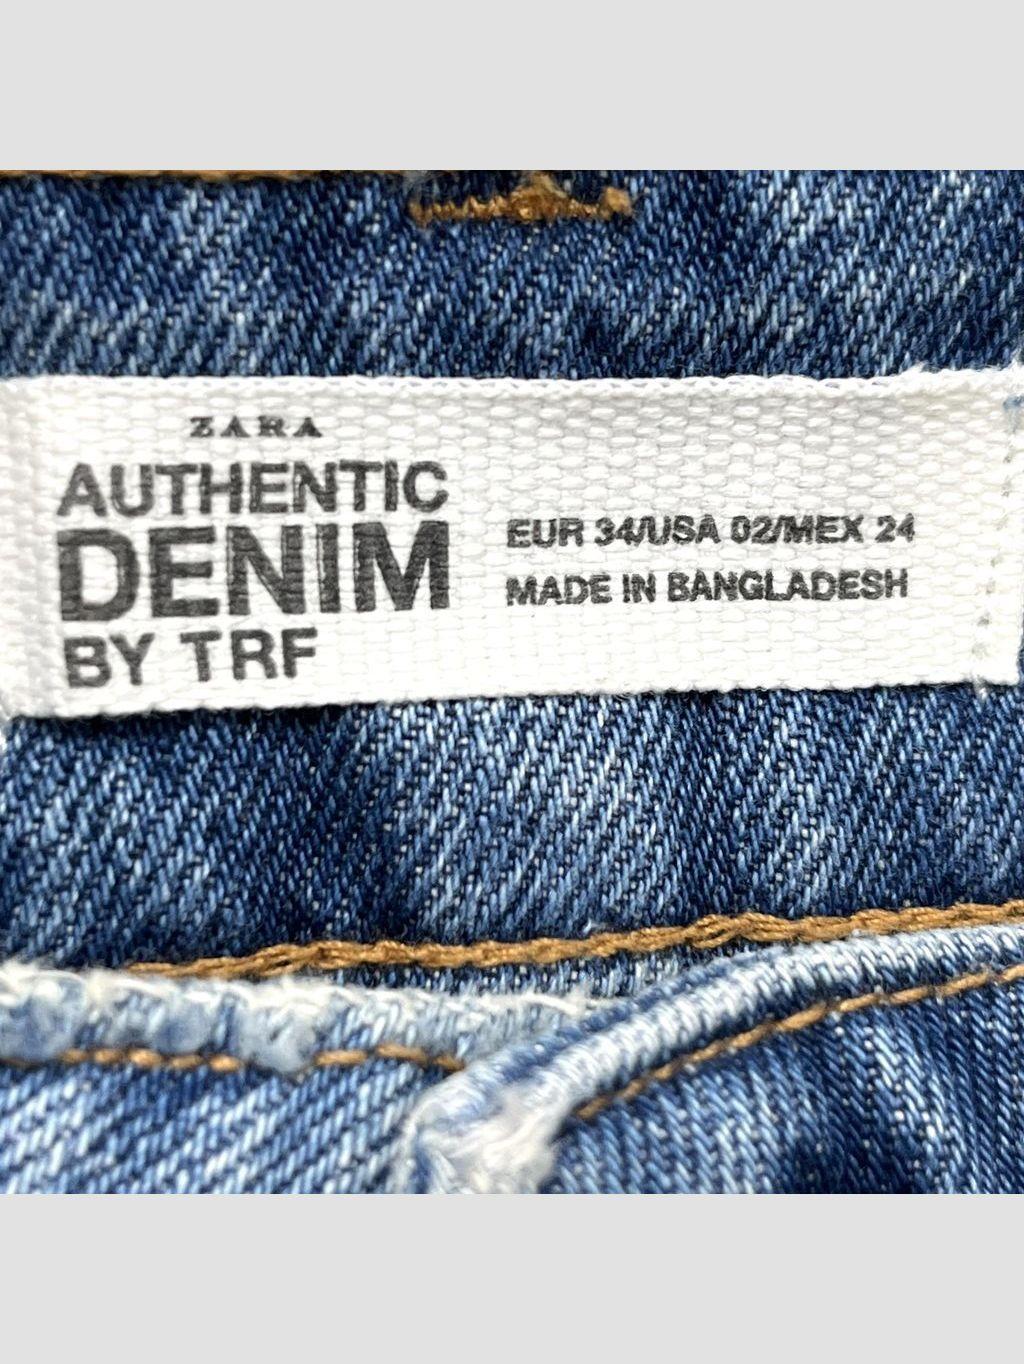 ZARA
AUTHENTIC
DENIM
BY TRF
EUR 34/USA 02/MEX 24
MADE IN BANGLADESH